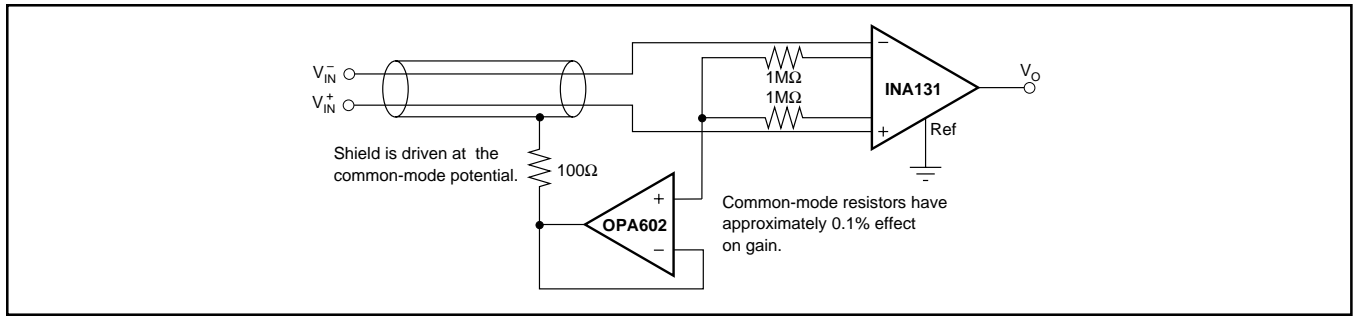 V⁻IN
V⁺IN
1MΩ
1MΩ
−
+
INA131
VO
Ref
Shield is driven at the
common-mode potential.
100Ω
+
−
OPA602
Common-mode resistors have
approximately 0.1% effect
on gain.